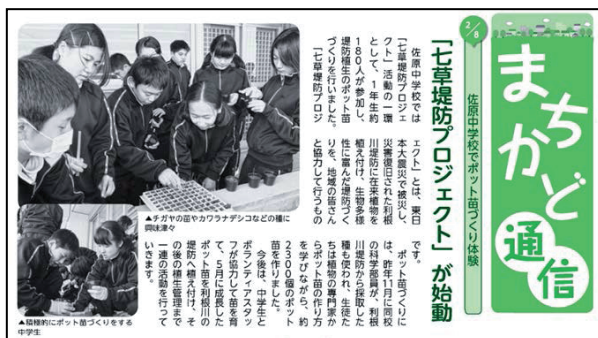 まちかど
通信
2/8
佐原中学校でポット苗づくり体験
「七草堤防プロジェクト」が始動
佐原中学校では
「七草堤防プロジェ
クト」活動の一環
として、1年生約
180人が参加し、
堤防植生のポット苗
づくりを行いました。
「七草堤防プロジ
ェクト」とは、東日
本大震災で被災し、
災害復旧された利根
川堤防に在来植物を
植え付け、生物多様
性に富んだ堤防づく
りを、地域の皆さん
と協力して行うもの
です。
ポットづくりに
は、昨年11月に同校
の科学部員が、利根
川堤防から採取した
種も使われ、生徒た
ちは植物の専門家か
らポット苗の作り方
を学びながら、約
2300個のポット
苗を作りました。
今後は、中学生と
ボランティアスタッ
フが協力して苗を育
て、5月に成長した
ポット苗を利根川の
堤防へ植え付け、そ
の後の植生管理まで
一連の活動を行って
いきます。
▲チガヤの苗やカワラナデシコなどの種に
興味津々
▲積極的にポット苗づくりをする
中学生